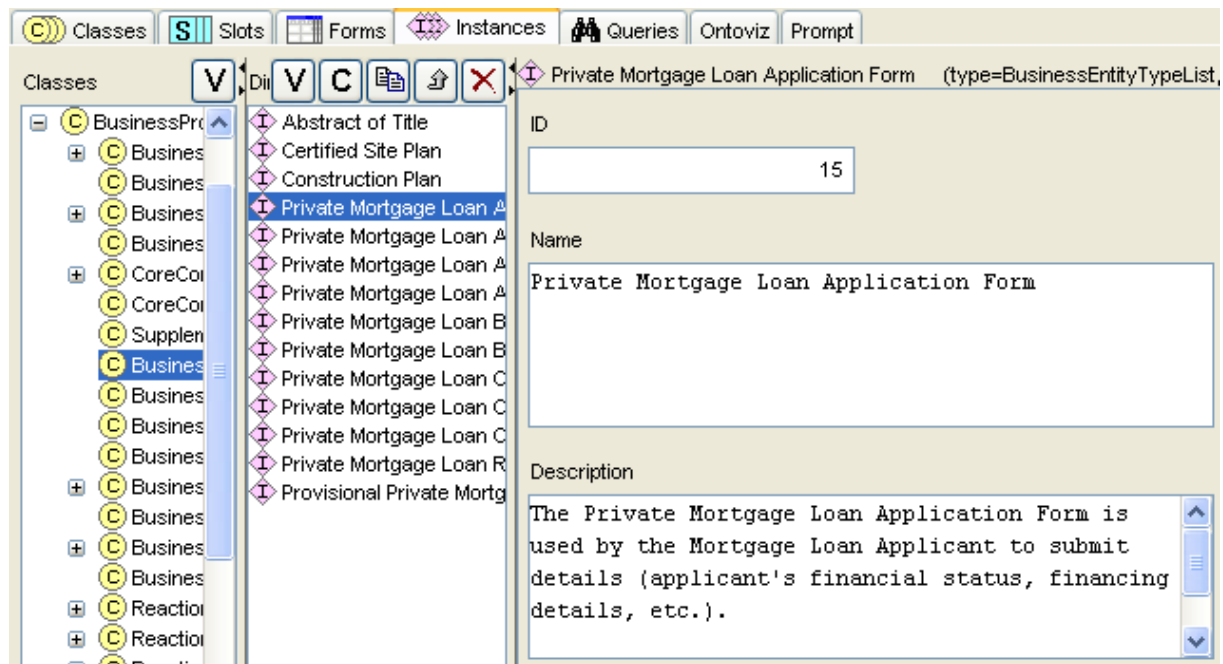 Classes Slots Forms Instances Queries Ontoviz Prompt
Classes V
BusinessPro
Busines
Busines
Busines
Busines
CoreCor
CoreCor
Supplem
Busines
Busines
Busines
Busines
Busines
Busines
Busines
Busines
Reaction
Reaction
Dir V C
Abstract of Title
Certified Site Plan
Construction Plan
Private Mortgage Loan A
Private Mortgage Loan A
Private Mortgage Loan A
Private Mortgage Loan A
Private Mortgage Loan B
Private Mortgage Loan B
Private Mortgage Loan C
Private Mortgage Loan C
Private Mortgage Loan C
Private Mortgage Loan R
Provisional Private Mortg
Private Mortgage Loan Application Form (type=BusinessEntityTypeList,
ID
15
Name
Private Mortgage Loan Application Form
Description
The Private Mortgage Loan Application Form is
used by the Mortgage Loan Applicant to submit
details (applicant's financial status, financing
details, etc.).